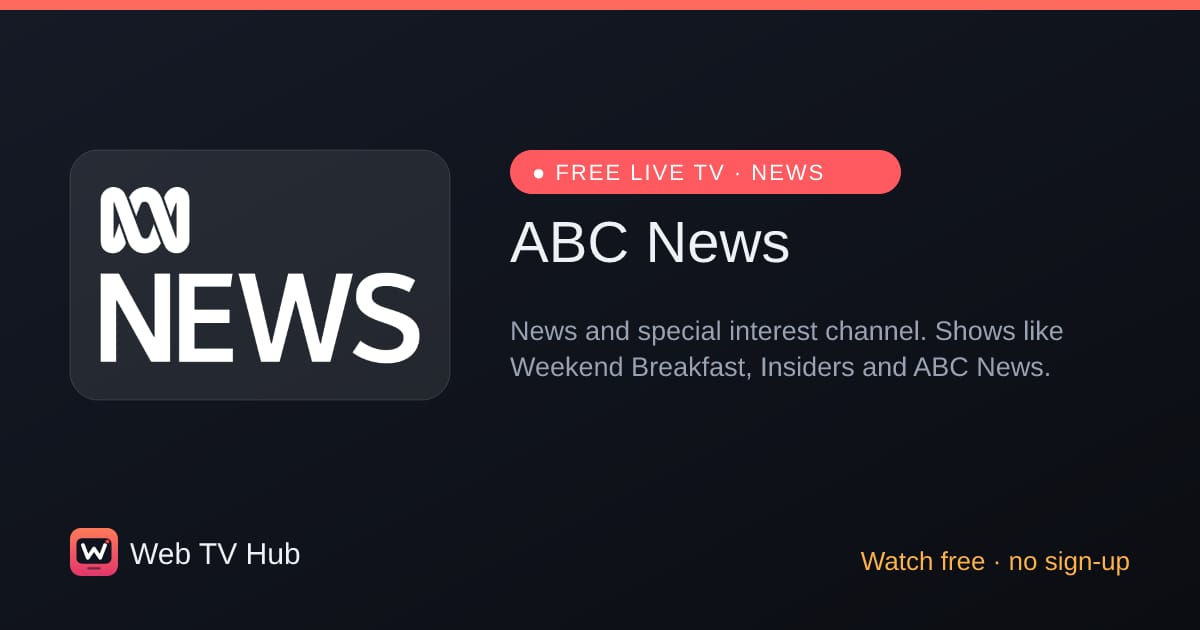 NEWS
FREE LIVE TV · NEWS
ABC News
News and special interest channel. Shows like
Weekend Breakfast, Insiders and ABC News.
W
Web TV Hub
Watch free · no sign-up